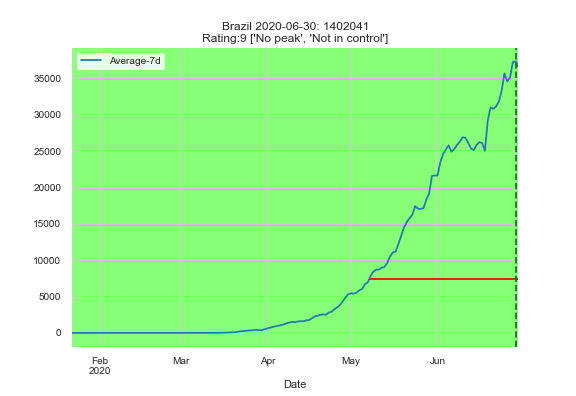 Brazil 2020-06-30: 1402041
Rating:9 ['No peak', 'Not in control']
Average-7d
35000
30000
25000
20000
15000
10000
5000
0
Feb
2020
Mar
Apr
May
Jun
Date